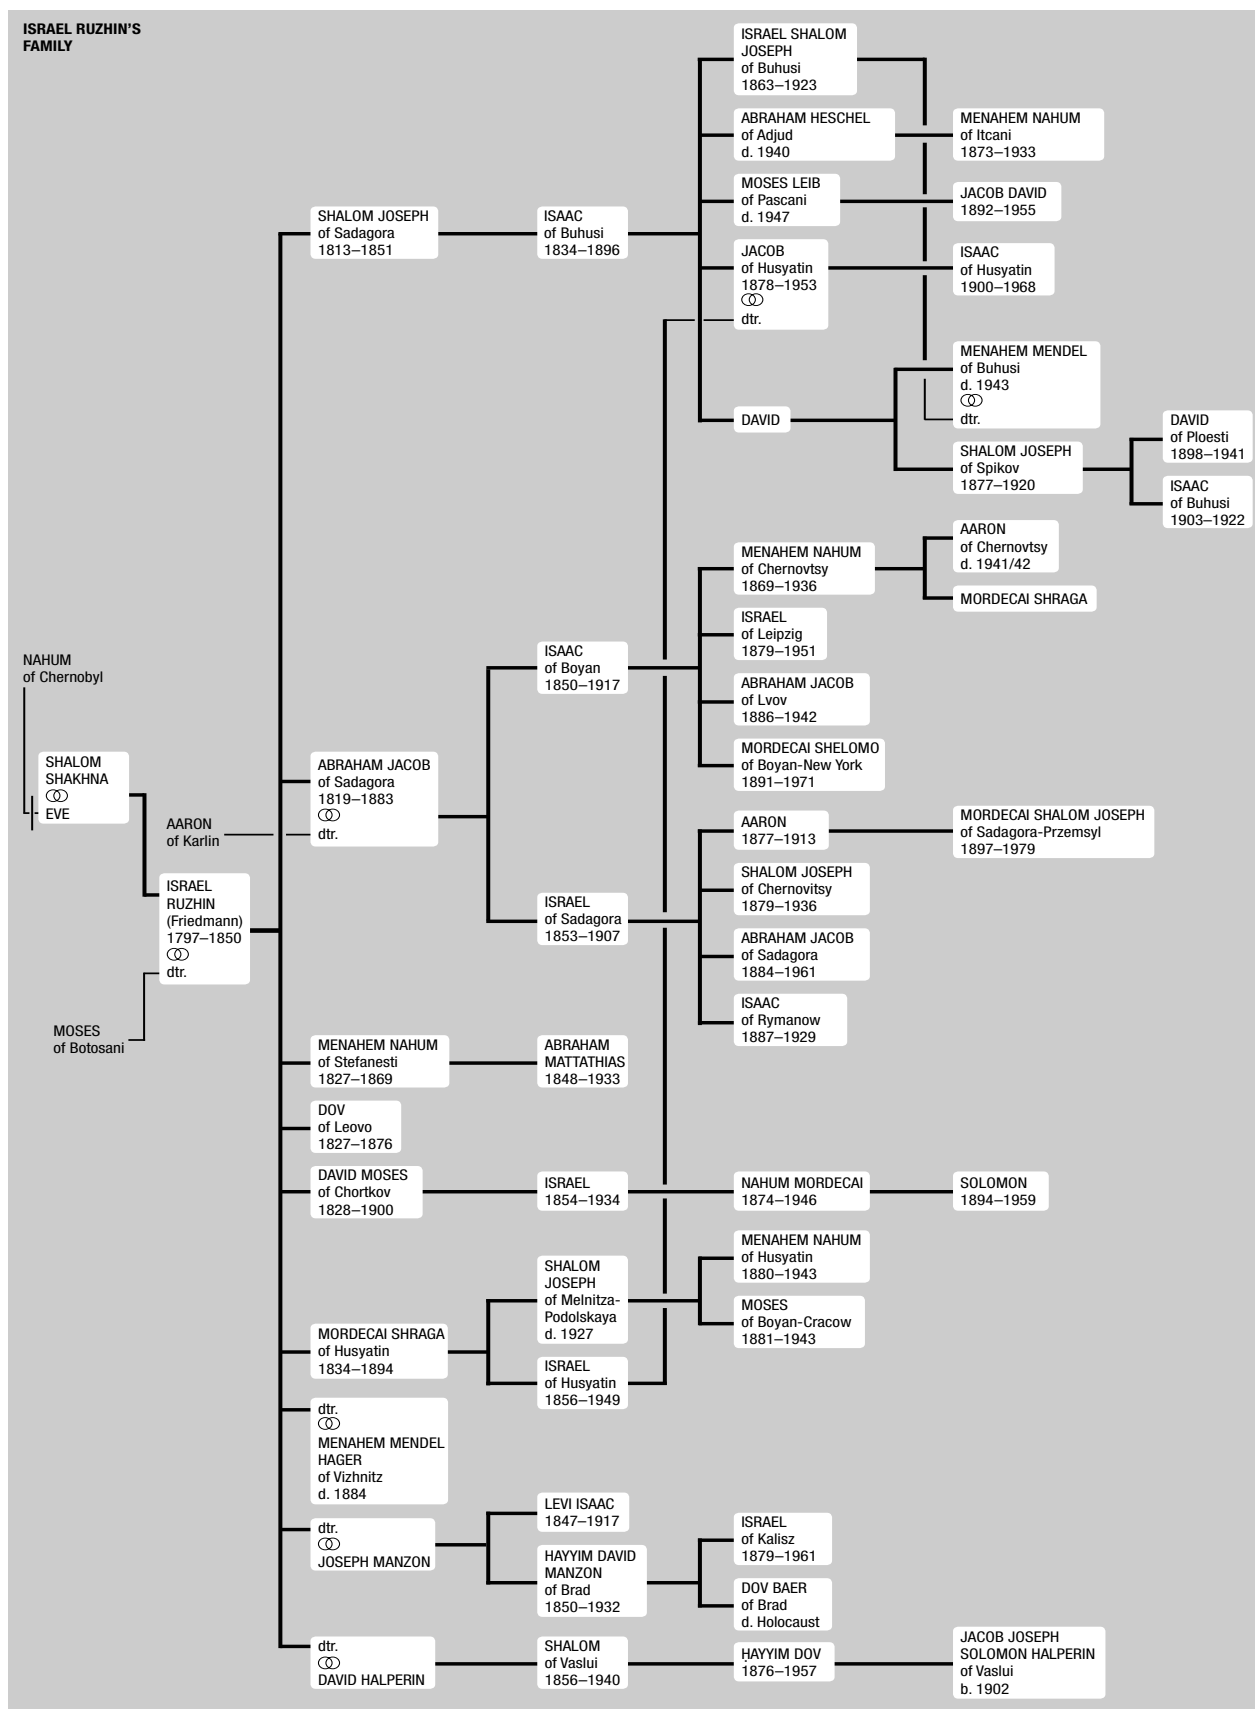 ISRAEL RUZHIN'S
FAMILY
NAHUM
of Chernobyl
SHALOM
SHAKHNA
EVE
AARON
of Karlin
ISRAEL
RUZHIN
(Friedmann)
1797–1850
dtr.
MOSES
of Botosani
SHALOM JOSEPH
of Sadagora
1813–1851
ABRAHAM JACOB
of Sadagora
1819–1883
dtr.
MENAHEM NAHUM
of Stefanesti
1827–1869
DOV
of Leovo
1827–1876
DAVID MOSES
of Chortkov
1828–1900
MORDECAI SHRAGA
of Husyatin
1834–1894
dtr.
MENAHEM MENDEL
HAGER
of Vizhnitz
d. 1884
dtr.
JOSEPH MANZON
dtr.
DAVID HALPERIN
ISAAC
of Buhusi
1834–1896
ISAAC
of Boyan
1850–1917
ISRAEL
of Sadagora
1853–1907
ABRAHAM
MATTATHIAS
1848–1933
ISRAEL
1854–1934
SHALOM
JOSEPH
of Melnitza-
Podolskaya
d. 1927
ISRAEL
of Husyatin
1856–1949
LEVI ISAAC
1847–1917
HAYYIM DAVID
MANZON
of Brad
1850–1932
SHALOM
of Vaslui
1856–1940
ISRAEL SHALOM
JOSEPH
of Buhusi
1863–1923
ABRAHAM HESCHEL
of Adjud
d. 1940
MOSES LEIB
of Pascani
d. 1947
JACOB
of Husyatin
1878–1953
dtr.
DAVID
MENAHEM NAHUM
of Chernovtsy
1869–1936
ISRAEL
of Leipzig
1879–1951
ABRAHAM JACOB
of Lvov
1886–1942
MORDECAI SHELOMO
of Boyan-New York
1891–1971
AARON
1877–1913
SHALOM JOSEPH
of Chernovitsy
1879–1936
ABRAHAM JACOB
of Sadagora
1884–1961
ISAAC
of Rymanow
1887–1929
NAHUM MORDECAI
1874–1946
MENAHEM NAHUM
of Husyatin
1880–1943
MOSES
of Boyan-Cracow
1881–1943
ISRAEL
of Kalisz
1879–1961
DOV BAER
of Brad
d. Holocaust
ḤAYYIM DOV
1876–1957
MENAHEM NAHUM
of Itcani
1873–1933
JACOB DAVID
1892–1955
ISAAC
of Husyatin
1900–1968
MENAHEM MENDEL
of Buhusi
d. 1943
dtr.
SHALOM JOSEPH
of Spikov
1877–1920
AARON
of Chernovtsy
d. 1941/42
MORDECAI SHRAGA
MORDECAI SHALOM JOSEPH
of Sadagora-Przemsyl
1897–1979
SOLOMON
1894–1959
JACOB JOSEPH
SOLOMON HALPERIN
of Vaslui
b. 1902
DAVID
of Ploesti
1898–1941
ISAAC
of Buhusi
1903–1922